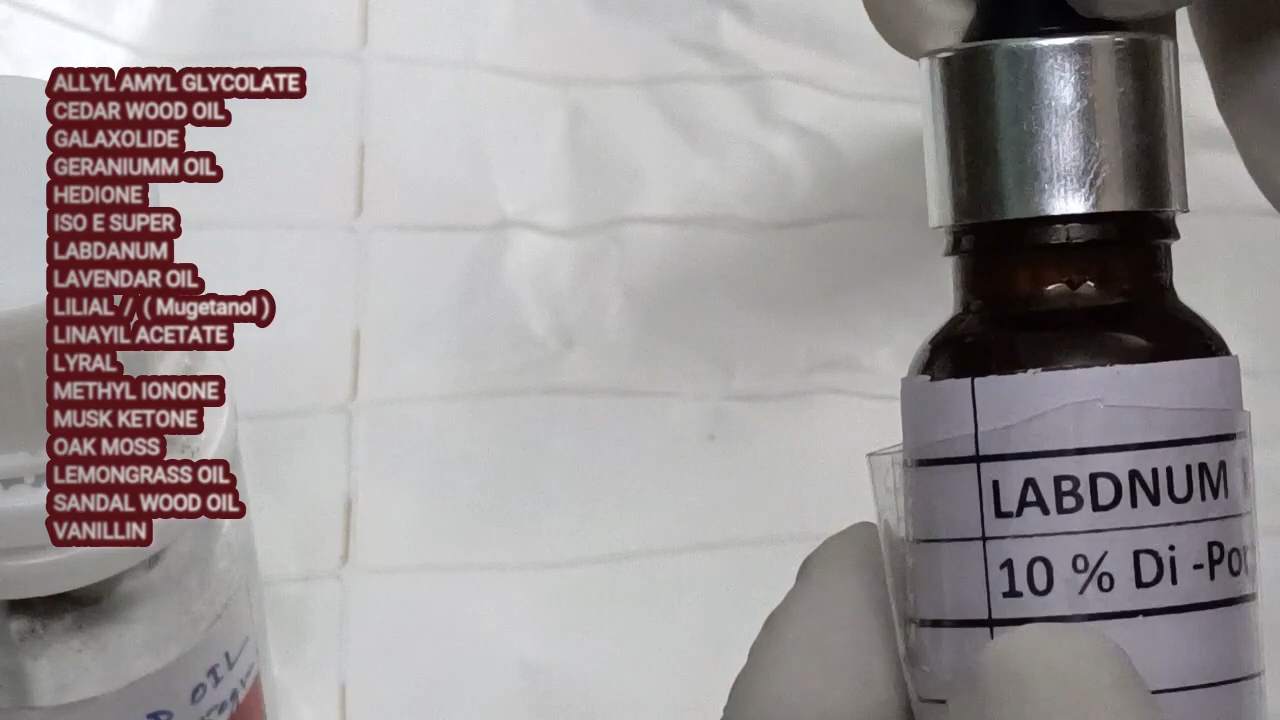 ALLYL AMYL GLYCOLATE
CEDAR WOOD OIL
GALAXOLIDE
GERANIUMM OIL
HEDIONE
ISO E SUPER
LABDANUM
LAVENDAR OIL
LILIAL / ( Mugetanol )
LINAYIL ACETATE
LYRAL
METHYL IONONE
MUSK KETONE
OAK MOSS
LEMONGRASS OIL
SANDAL WOOD OIL
VANILLIN
LABDNUM
10 % Di -Po
OIL